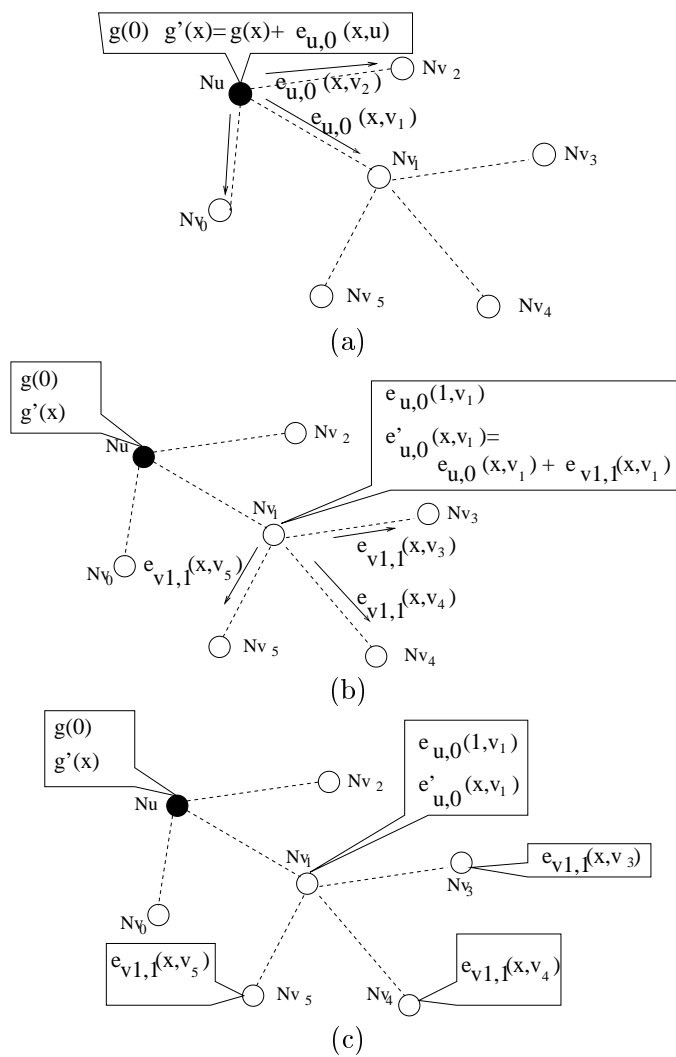 g(0) g’(x)=g(x)+ e_{u,0}(x,u)
Nu
Nv_2
e_{u,0}(x,v_2)
e_{u,0}(x,v_1)
Nv_1
Nv_3
Nv_0
Nv_5
Nv_4
(a)
g(0)
g’(x)
e_{u,0}(1,v_1)
e’_{u,0}(x,v_1)=
e_{u,0}(x,v_1) + e_{v1,1}(x,v_1)
Nu
Nv_2
Nv_1
Nv_3
e_{v1,1}(x,v_3)
Nv_0
e_{v1,1}(x,v_5)
e_{v1,1}(x,v_4)
Nv_5
Nv_4
(b)
g(0)
g’(x)
e_{u,0}(1,v_1)
e’_{u,0}(x,v_1)
Nu
Nv_2
Nv_1
e_{v1,1}(x,v_3)
Nv_3
Nv_0
e_{v1,1}(x,v_5)
e_{v1,1}(x,v_4)
Nv_5
Nv_4
(c)